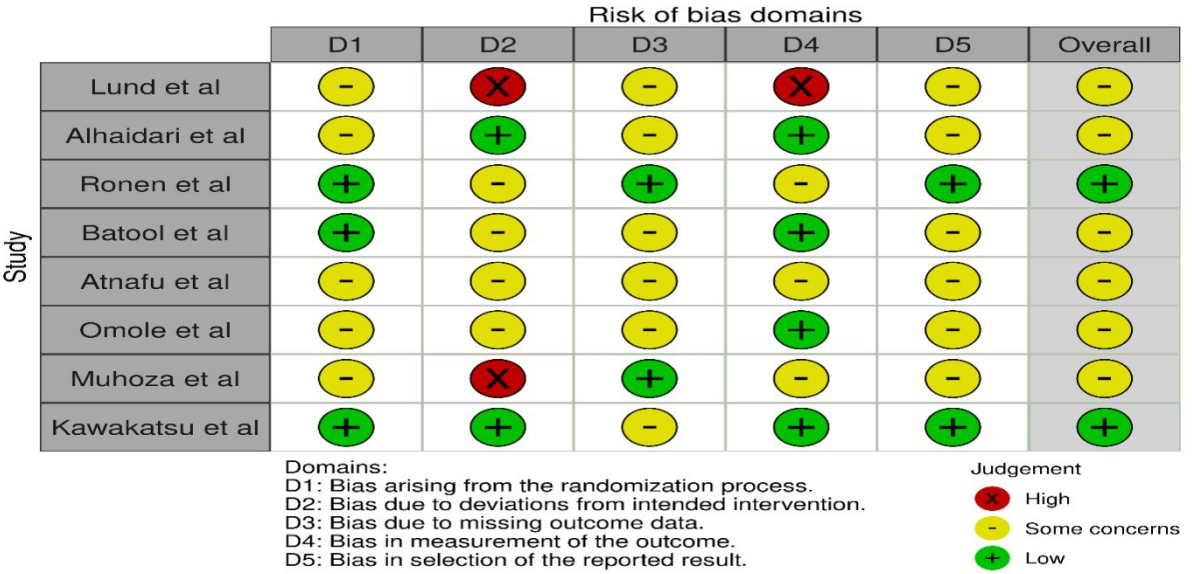 Risk of bias domains
D1 D2 D3 D4 D5 Overall
Study
Lund et al - X - X - -
Alhaidari et al - + - + - -
Ronen et al + - + - + +
Batool et al + - - + - -
Atnafu et al - - - - - -
Omole et al - - - + - -
Muhoza et al - X + - - -
Kawakatsu et al + + - + + +
Domains:
D1: Bias arising from the randomization process.
D2: Bias due to deviations from intended intervention.
D3: Bias due to missing outcome data.
D4: Bias in measurement of the outcome.
D5: Bias in selection of the reported result.
Judgement
X High
- Some concerns
+ Low